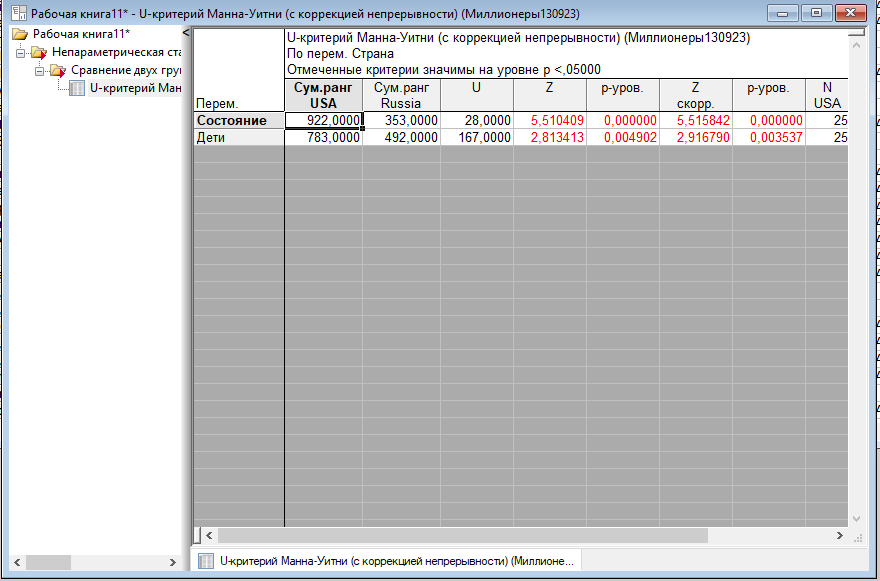 Рабочая книга11* - U-критерий Манна-Уитни (с коррекцией непрерывности) (Миллионеры130923)
Рабочая книга11*
Непараметрическая ста
Сравнение двух груп
U-критерий Ман
U-критерий Манна-Уитни (с коррекцией непрерывности) (Миллионеры130923)
По перем. Страна
Отмеченные критерии значимы на уровне p <,05000
Перем. Сум.ранг USA Сум.ранг Russia U Z p-уров. Z скорр. p-уров. N USA
Состояние 922,0000 353,0000 28,0000 5,510409 0,000000 5,515842 0,000000 25
Дети 783,0000 492,0000 167,0000 2,813413 0,004902 2,916790 0,003537 25
U-критерий Манна-Уитни (с коррекцией непрерывности) (Миллионе...